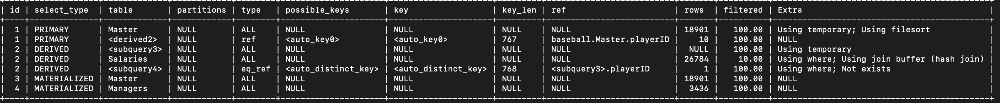 | id | select_type | table | partitions | type | possible_keys | key | key_len | ref | rows | filtered | Extra |
| 1 | PRIMARY | Master | NULL | ALL | NULL | NULL | NULL | NULL | 18901 | 100.00 | Using temporary; Using filesort |
| 1 | PRIMARY | <derived2> | NULL | ref | <auto_key0> | <auto_key0> | 767 | baseball.Master.playerID | 10 | 100.00 | NULL |
| 2 | DERIVED | <subquery3> | NULL | ALL | NULL | NULL | NULL | NULL | NULL | 100.00 | Using temporary |
| 2 | DERIVED | Salaries | NULL | ALL | NULL | NULL | NULL | NULL | 26784 | 10.00 | Using where; Using join buffer (hash join) |
| 2 | DERIVED | <subquery4> | NULL | eq_ref | <auto_distinct_key> | <auto_distinct_key> | 768 | <subquery3>.playerID | 1 | 100.00 | Using where; Not exists |
| 3 | MATERIALIZED | Master | NULL | ALL | NULL | NULL | NULL | NULL | 18901 | 100.00 | NULL |
| 4 | MATERIALIZED | Managers | NULL | ALL | NULL | NULL | NULL | NULL | 3436 | 100.00 | NULL |